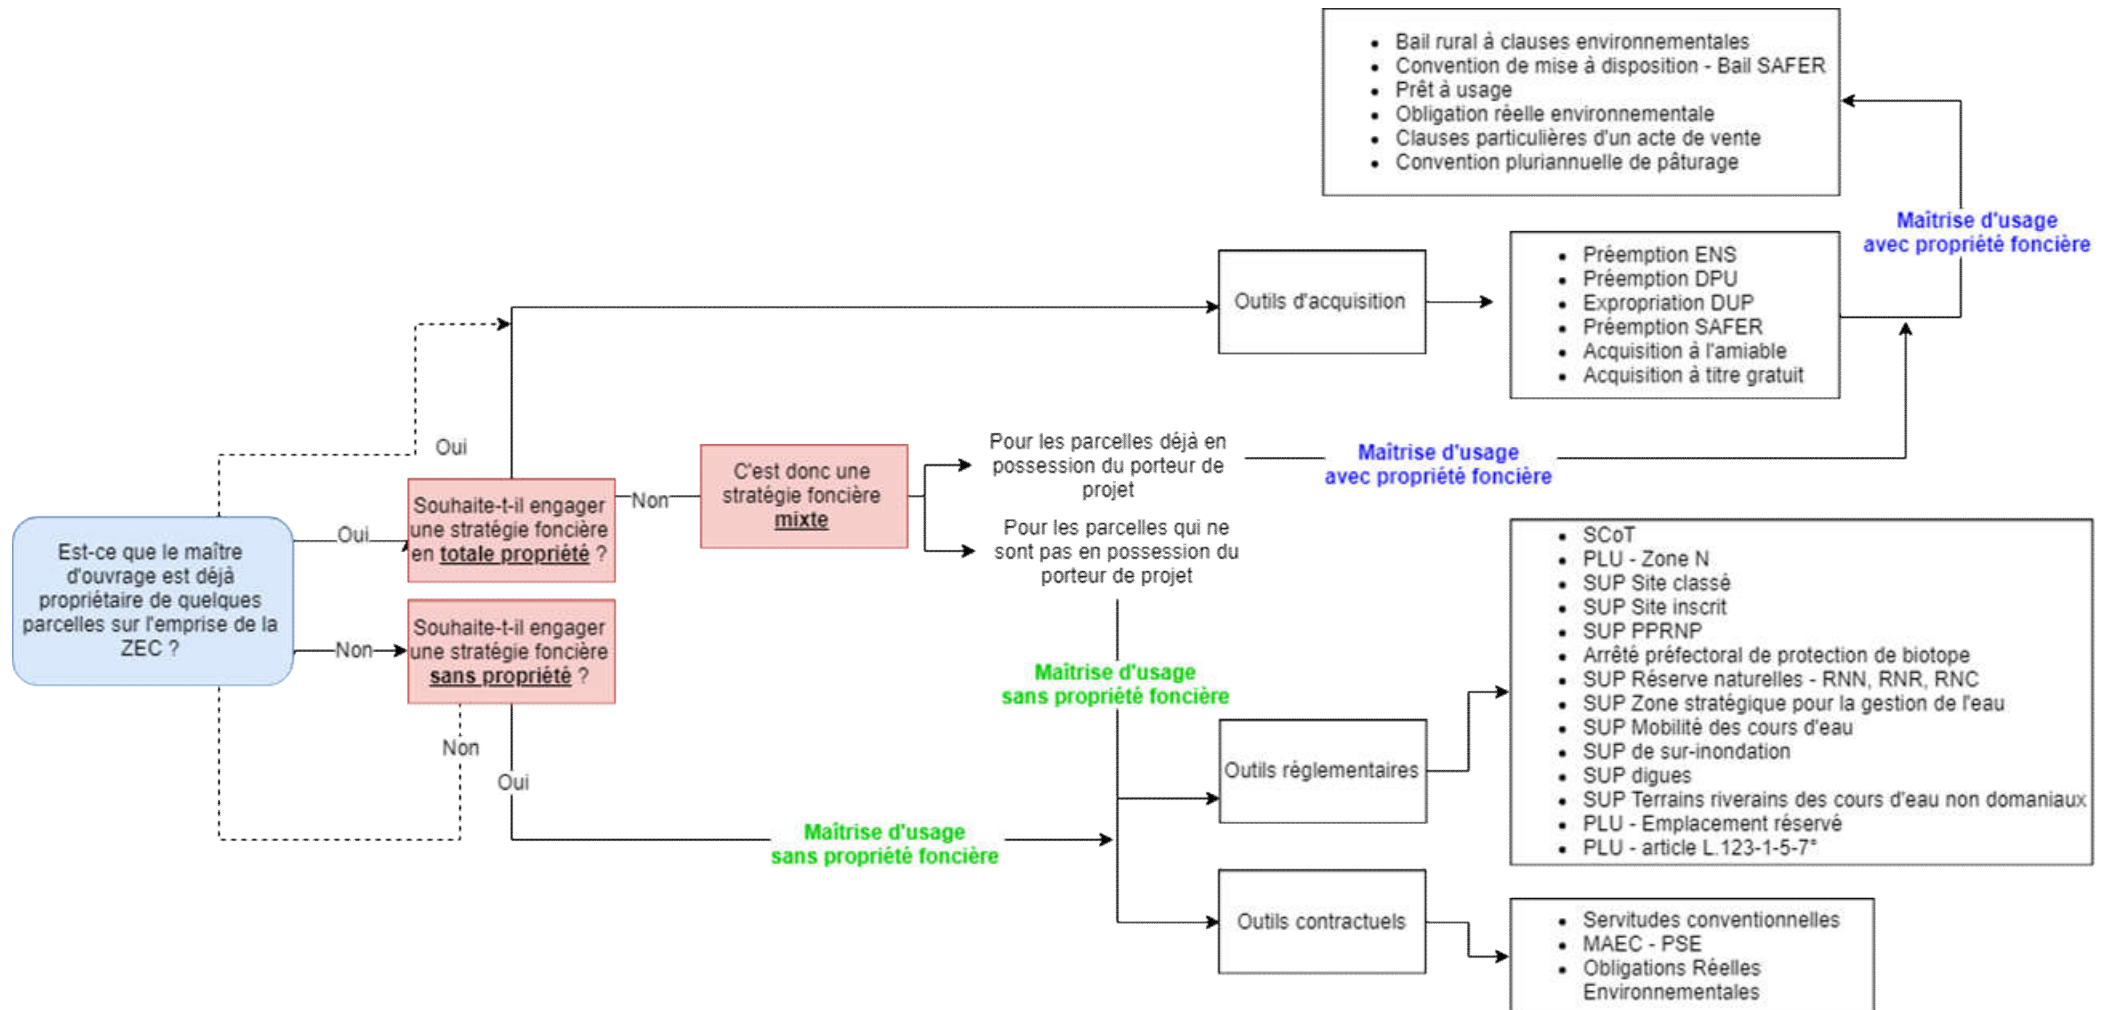 Bail rural à clauses environnementales
Convention de mise à disposition - Bail SAFER
Prêt à usage
Obligation réelle environnementale
Clauses particulières d'un acte de vente
Convention pluriannuelle de pâturage
Maîtrise d'usage
avec propriété foncière
Outils d'acquisition
Préemption ENS
Préemption DPU
Expropriation DUP
Préemption SAFER
Acquisition à l'amiable
Acquisition à titre gratuit
Est-ce que le maître
d'ouvrage est déjà
propriétaire de quelques
parcelles sur l'emprise de la
ZEC ?
Oui
Oui
Souhaite-t-il engager
une stratégie foncière
en totale propriété ?
Non
C'est donc une
stratégie foncière
mixte
Pour les parcelles déjà en
possession du porteur de
projet
Maîtrise d'usage
avec propriété foncière
Pour les parcelles qui ne
sont pas en possession du
porteur de projet
Non
Souhaite-t-il engager
une stratégie foncière
sans propriété ?
Non
Oui
Maîtrise d'usage
sans propriété foncière
Maîtrise d'usage
sans propriété foncière
Outils réglementaires
SCoT
PLU - Zone N
SUP Site classé
SUP Site inscrit
SUP PPRNP
Arrêté préfectoral de protection de biotope
SUP Réserve naturelles - RNN, RNR, RNC
SUP Zone stratégique pour la gestion de l'eau
SUP Mobilité des cours d'eau
SUP de sur-inondation
SUP digues
SUP Terrains riverains des cours d'eau non domaniaux
PLU - Emplacement réservé
PLU - article L.123-1-5-7°
Outils contractuels
Servitudes conventionnelles
MAEC - PSE
Obligations Réelles
Environnementales